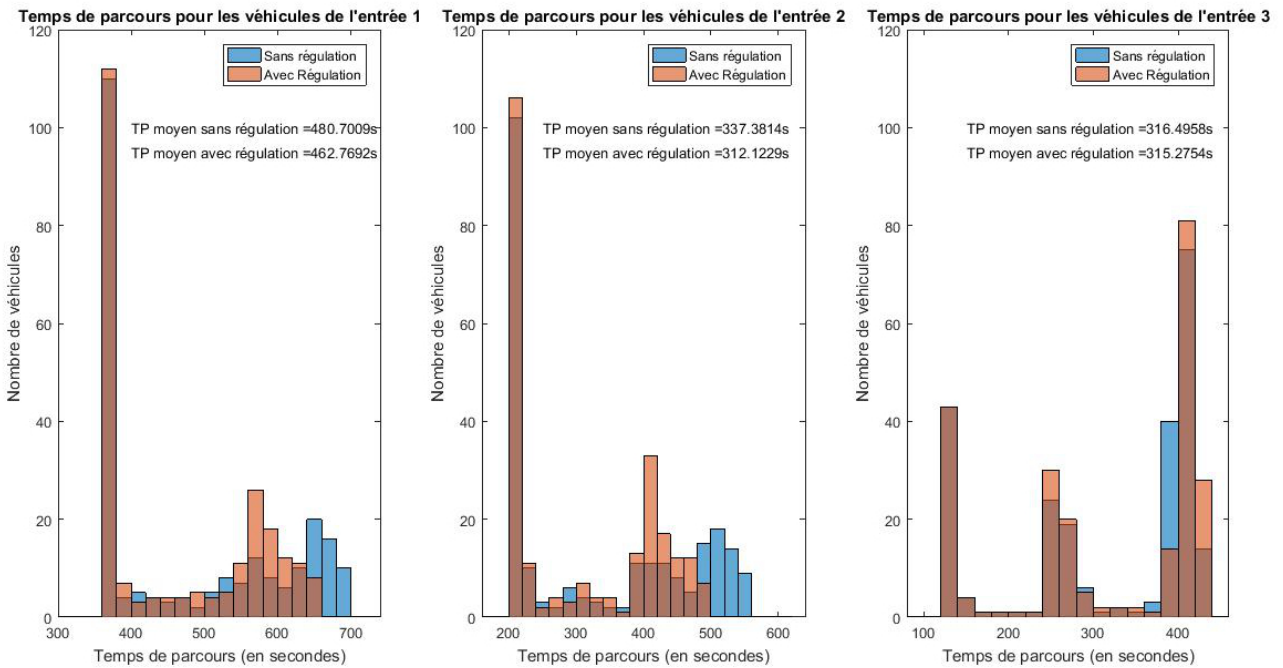 Temps de parcours pour les véhicules de l'entrée 1
120
100
80
60
40
20
0
Nombre de véhicules
Sans régulation
Avec Régulation
TP moyen sans régulation =480.7009s
TP moyen avec régulation =462.7692s
300 400 500 600 700
Temps de parcours (en secondes)
Temps de parcours pour les véhicules de l'entrée 2
120
100
80
60
40
20
0
Nombre de véhicules
Sans régulation
Avec Régulation
TP moyen sans régulation =337.3814s
TP moyen avec régulation =312.1229s
200 300 400 500 600
Temps de parcours (en secondes)
Temps de parcours pour les véhicules de l'entrée 3
120
100
80
60
40
20
0
Nombre de véhicules
Sans régulation
Avec Régulation
TP moyen sans régulation =316.4958s
TP moyen avec régulation =315.2754s
100 200 300 400
Temps de parcours (en secondes)